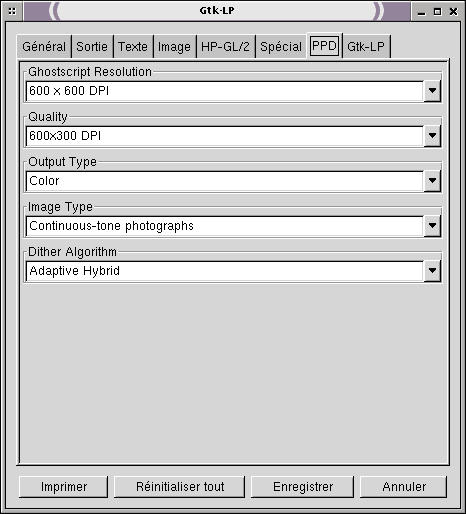 Gtk-LP
Général Sortie Texte Image HP-GL/2 Spécial PPD Gtk-LP
Ghostscript Resolution
600 x 600 DPI
Quality
600x300 DPI
Output Type
Color
Image Type
Continuous-tone photographs
Dither Algorithm
Adaptive Hybrid
Imprimer Réinitialiser tout Enregistrer Annuler